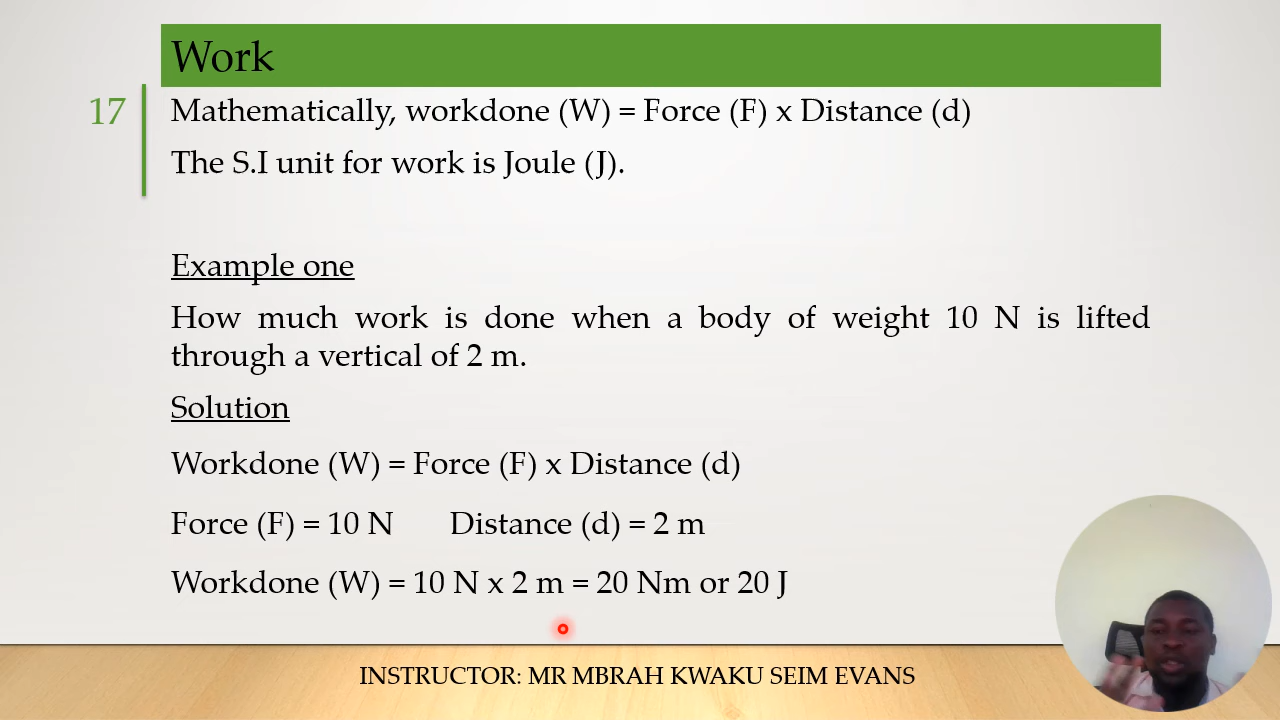 Work
17
Mathematically, workdone (W) = Force (F) x Distance (d)
The S.I unit for work is Joule (J).
Example one
How much work is done when a body of weight 10 N is lifted
through a vertical of 2 m.
Solution
Workdone (W) = Force (F) x Distance (d)
Force (F) = 10 N Distance (d) = 2 m
Workdone (W) = 10 N x 2 m = 20 Nm or 20 J
INSTRUCTOR: MR MBRAH KWAKU SEIM EVANS